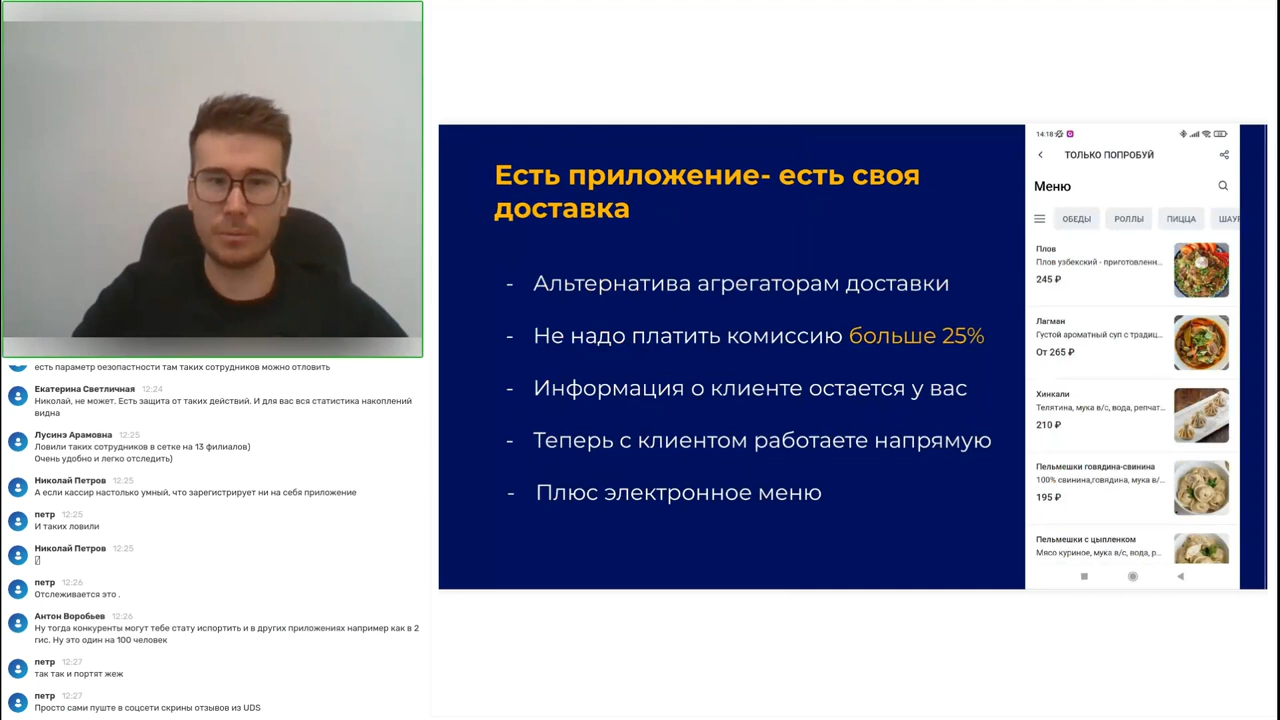 есть параметр безопастности там таких сотрудников можно отловить
Екатерина Светличная 12:24
Николай, не может. Есть защита от таких действий. И для вас вся статистика накоплений
видна
Лусинэ Арамовна 12:25
Ловили таких сотрудников в сетке на 13 филиалов)
Очень удобно и легко отследить)
Николай Петров 12:25
А если кассир настолько умный, что зарегистрирует ни на себя приложение
петр 12:25
И таких ловили
Николай Петров 12:25
петр 12:26
Отслеживается это .
Антон Воробьев 12:26
Ну тогда конкуренты могут тебе стату испортить и в других приложениях например как в 2
гис. Ну это один на 100 человек
петр 12:27
так так и портят жеж
петр 12:27
Просто сами пуште в соцсети скрины отзывов из UDS
Есть приложение- есть своя
доставка
- Альтернатива агрегаторам доставки
- Не надо платить комиссию больше 25%
- Информация о клиенте остается у вас
- Теперь с клиентом работаете напрямую
- Плюс электронное меню
14:18
ТОЛЬКО ПОПРОБУЙ
Меню
ОБЕДЫ РОЛЛЫ ПИЦЦА ШАУР
Плов
Плов узбекский - приготовленн...
245 ₽
Лагман
Густой ароматный суп с традиц...
От 265 ₽
Хинкали
Телятина, мука в/с, вода, репчат...
210 ₽
Пельмешки говядина-свинина
100% свинина,говядина, мука в/...
195 ₽
Пельмешки с цыпленком
Мясо куриное, мука в/с, вода, р...